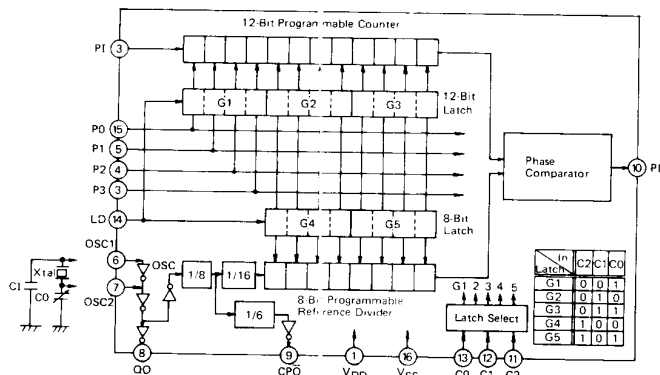 12-Bit Programmable Counter
PI 3
G1 G2 G3
12-Bit
Latch
P0 15
P1 5
P2 4
P3 3
LD 14
Phase
Comparator
10
G4 G5
8-Bit
Latch
OSC1
6
Xtal
C1
C0
7
OSC2
OSC
1/8 1/16
1/6
8-Bit Programmable
Reference Divider
G1 2 3 4 5
Latch Select
In
Latch C2 C1 C0
G1 0 0 1
G2 0 1 0
G3 0 1 1
G4 1 0 0
G5 1 0 1
8 9 1 16 13 12 11
QO CPO VDD VSS C0 C1 C2